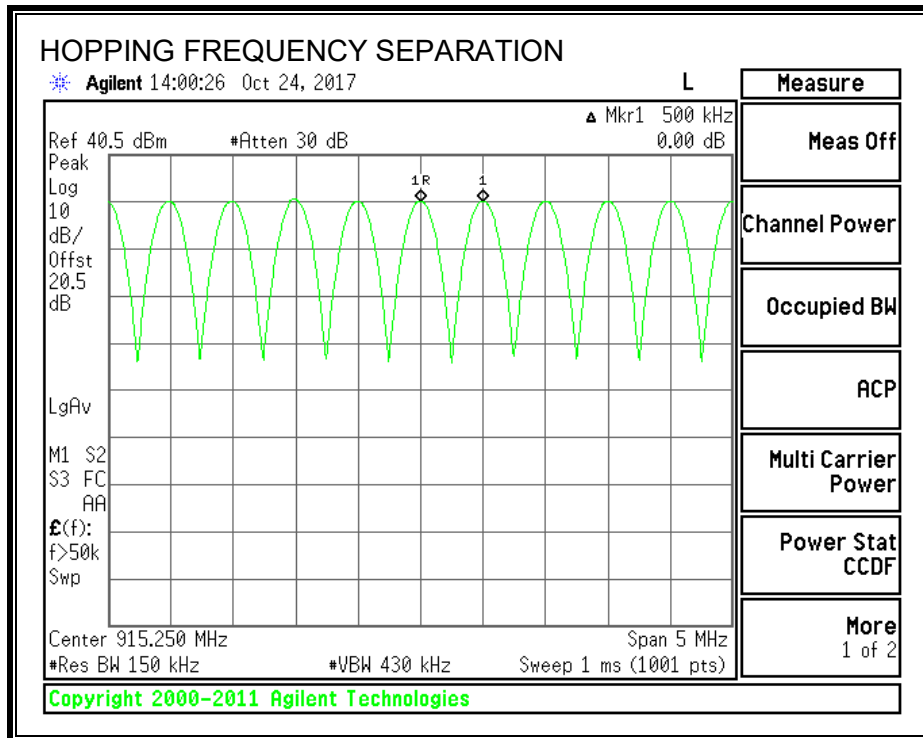 HOPPING FREQUENCY SEPARATION
Agilent 14:00:26 Oct 24, 2017 L
Measure
Δ Mkr1 500 kHz
Ref 40.5 dBm #Atten 30 dB 0.00 dB
Peak
Log
10
dB/
Offst
20.5
dB
1R 1
LgAv
M1 S2
S3 FC
AA
£(f):
f>50k
Swp
Center 915.250 MHz Span 5 MHz
#Res BW 150 kHz #VBW 430 kHz Sweep 1 ms (1001 pts)
Copyright 2000-2011 Agilent Technologies
Meas Off
Channel Power
Occupied BW
ACP
Multi Carrier
Power
Power Stat
CCDF
More
1 of 2